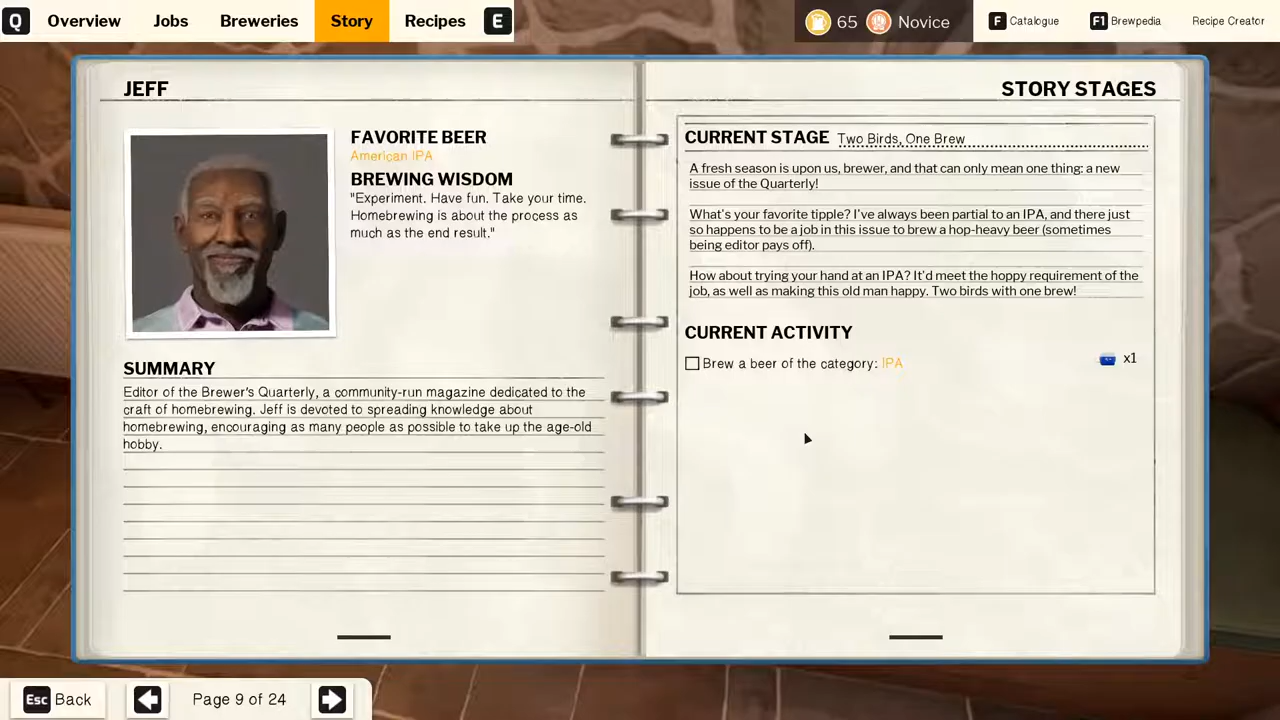 Q Overview Jobs Breweries Story Recipes E
65 Novice
F Catalogue F1 Brewpedia Recipe Creator
JEFF
FAVORITE BEER
American IPA
BREWING WISDOM
"Experiment. Have fun. Take your time.
Homebrewing is about the process as
much as the end result."
SUMMARY
Editor of the Brewer's Quarterly, a community-run magazine dedicated to the
craft of homebrewing. Jeff is devoted to spreading knowledge about
homebrewing, encouraging as many people as possible to take up the age-old
hobby.
STORY STAGES
CURRENT STAGE Two Birds, One Brew
A fresh season is upon us, brewer, and that can only mean one thing: a new
issue of the Quarterly!
What's your favorite tipple? I've always been partial to an IPA, and there just
so happens to be a job in this issue to brew a hop-heavy beer (sometimes
being editor pays off).
How about trying your hand at an IPA? It'd meet the hoppy requirement of the
job, as well as making this old man happy. Two birds with one brew!
CURRENT ACTIVITY
Brew a beer of the category: IPA x1
Esc Back Page 9 of 24